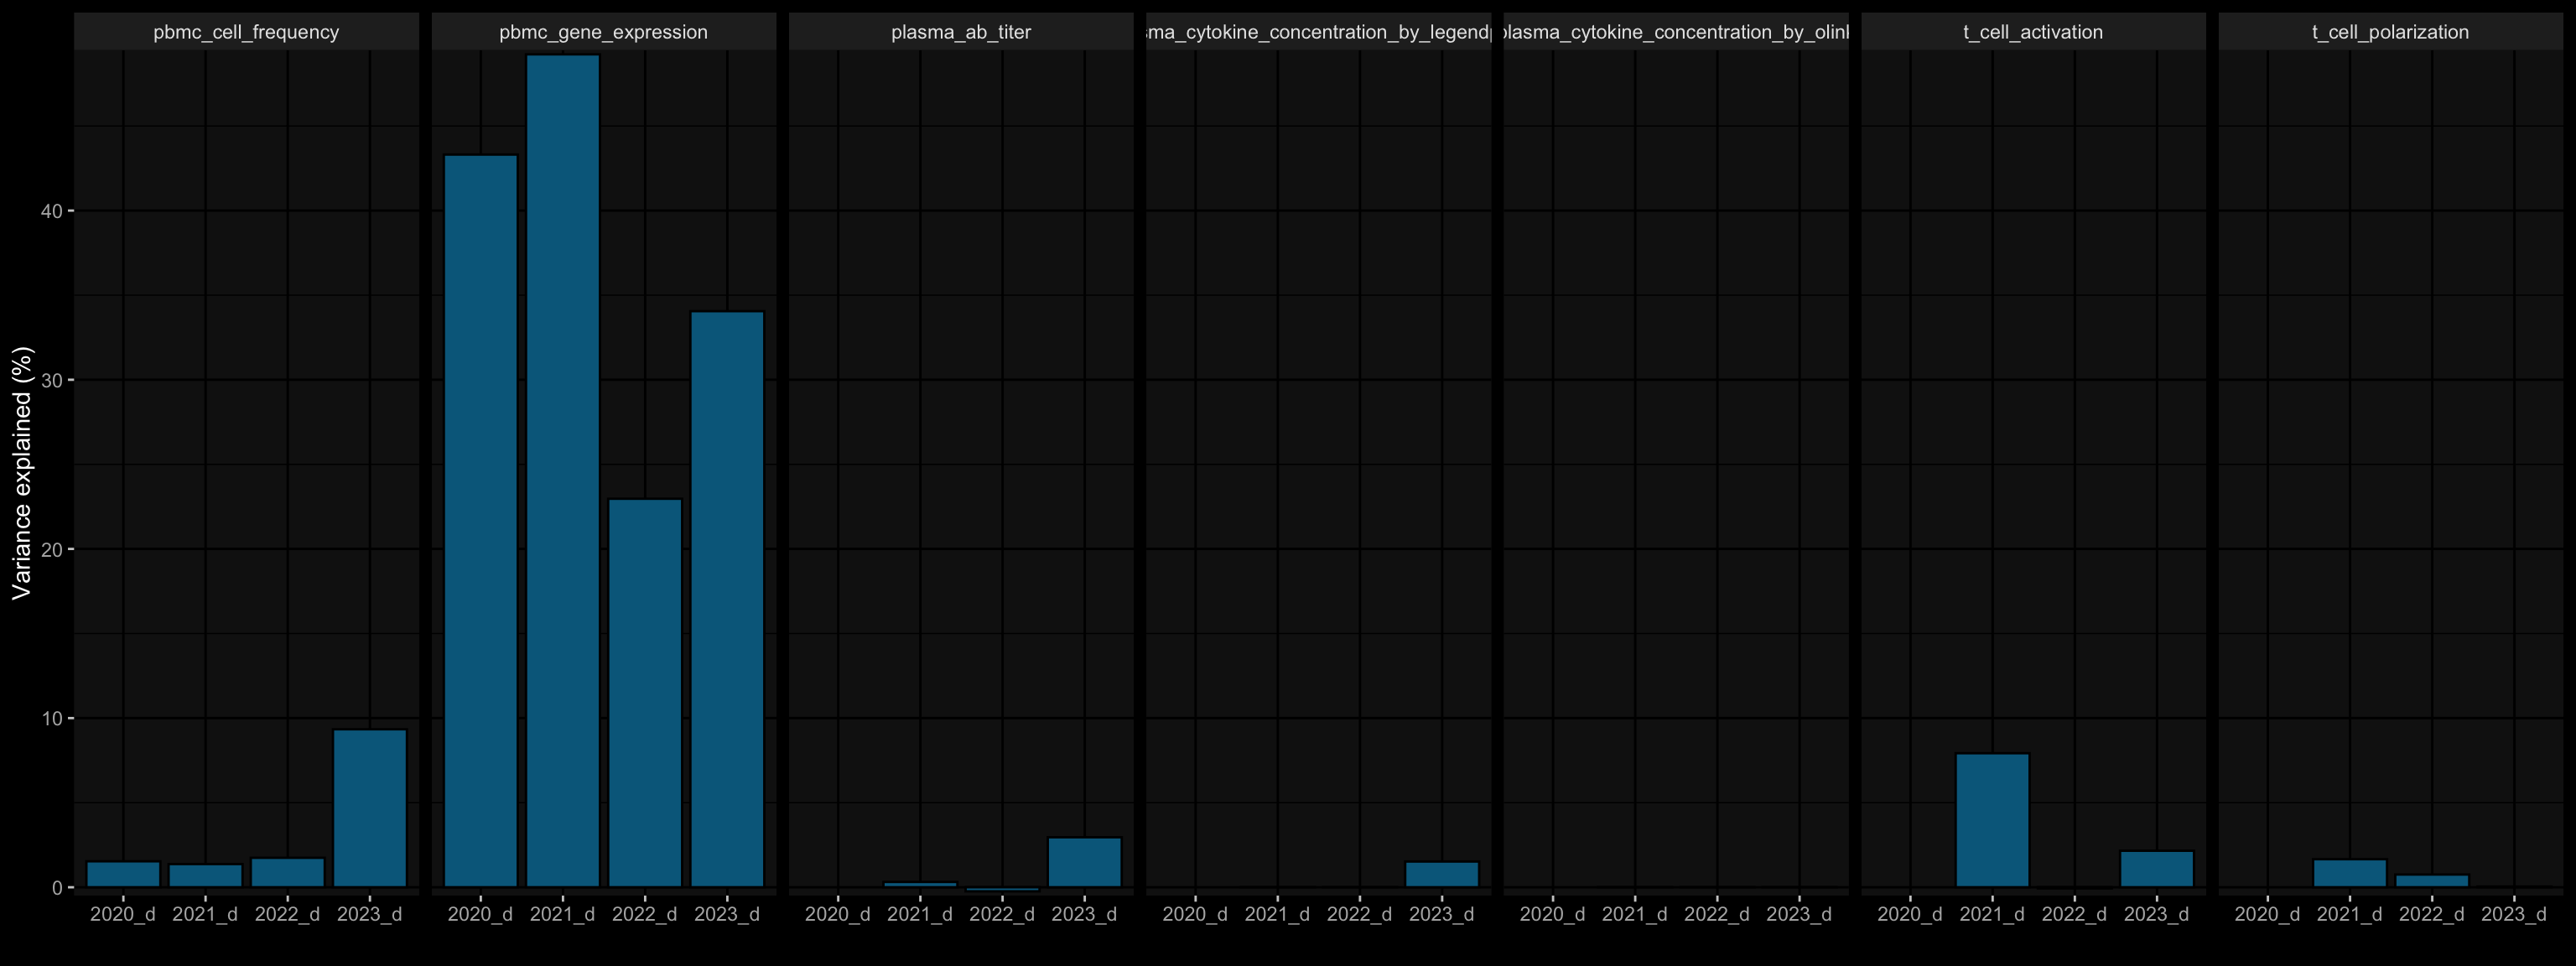 pbmc_cell_frequency pbmc_gene_expression plasma_ab_titer sma_cytokine_concentration_by_legendp plasma_cytokine_concentration_by_olink t_cell_activation t_cell_polarization
Variance explained (%)
40
30
20
10
0
2020_d 2021_d 2022_d 2023_d 2020_d 2021_d 2022_d 2023_d 2020_d 2021_d 2022_d 2023_d 2020_d 2021_d 2022_d 2023_d 2020_d 2021_d 2022_d 2023_d 2020_d 2021_d 2022_d 2023_d 2020_d 2021_d 2022_d 2023_d